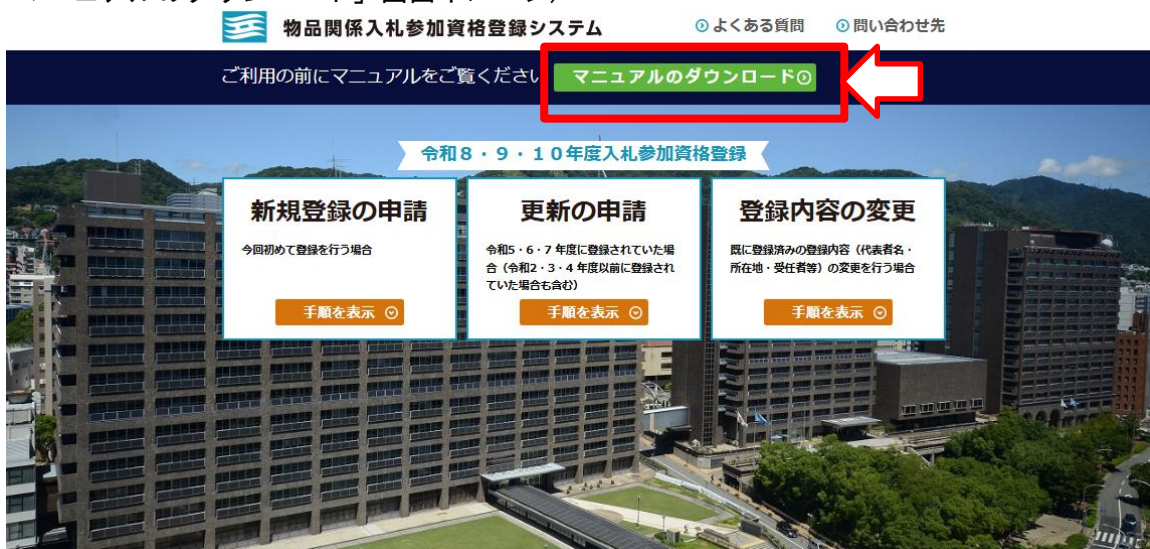 物品関係入札参加資格登録システム
よくある質問
問い合わせ先
ご利用の前にマニュアルをご覧ください
マニュアルのダウンロード
令和8・9・10年度入札参加資格登録
新規登録の申請
今回初めて登録を行う場合
手順を表示
更新の申請
令和5・6・7 年度に登録されていた場
合（令和2・3・4 年度以前に登録され
ていた場合も含む）
手順を表示
登録内容の変更
既に登録済みの登録内容（代表者名・
所在地・受任者等）の変更を行う場合
手順を表示